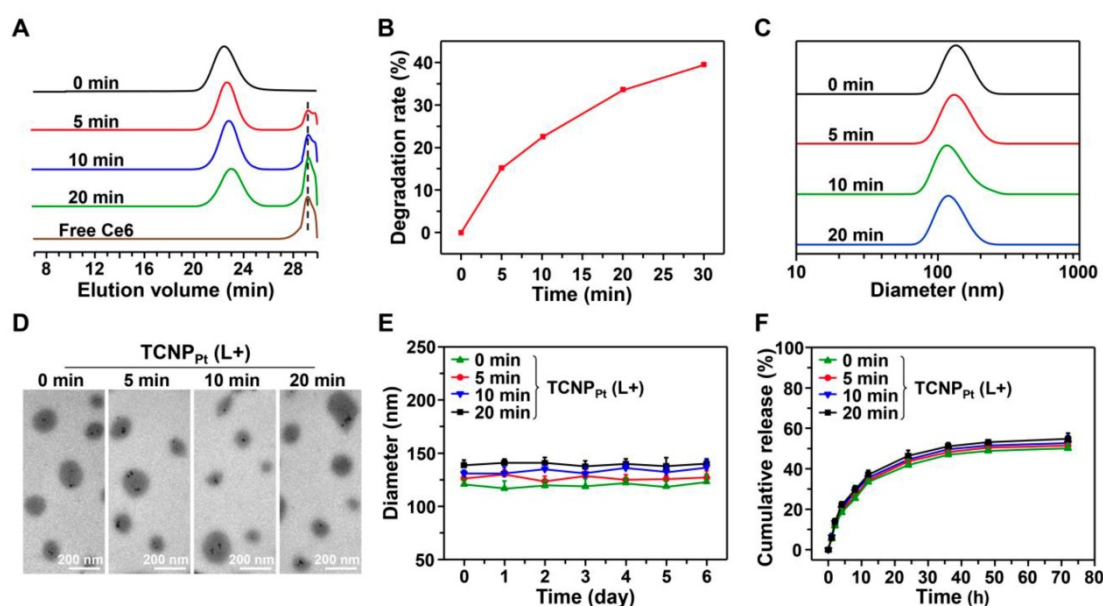 A
0 min
5 min
10 min
20 min
Free Ce6
8 12 16 20 24 28
Elution volume (min)
B
Degradation rate (%)
40
30
20
10
0
0 5 10 20 30
Time (min)
C
0 min
5 min
10 min
20 min
10 100 1000
Diameter (nm)
D
TCNPPt (L+)
0 min 5 min 10 min 20 min
200 nm 200 nm 200 nm 200 nm
E
Diameter (nm)
250
200
150
100
50
0 min
5 min
10 min
20 min
TCNPPt (L+)
0 1 2 3 4 5 6
Time (day)
F
Cumulative release (%)
100
80
60
40
20
0
0 min
5 min
10 min
20 min
TCNPPt (L+)
0 10 20 30 40 50 60 70 80
Time (h)